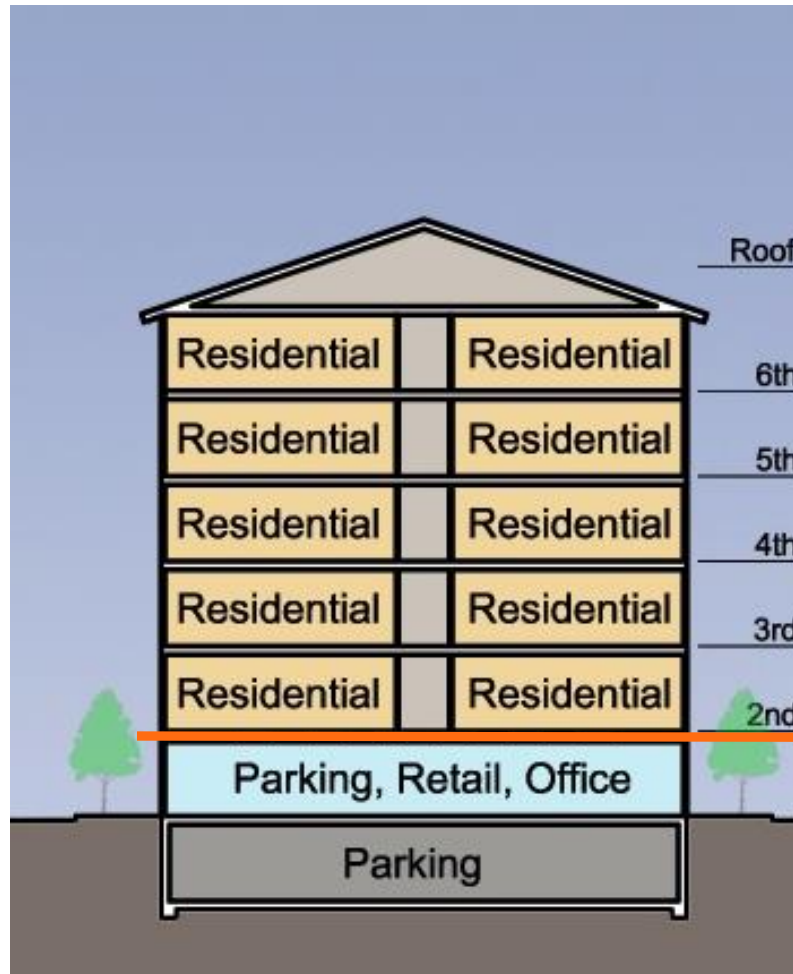 Roof
Residential Residential
6th
Residential Residential
5th
Residential Residential
4th
Residential Residential
3rd
Residential Residential
2nd
Parking, Retail, Office
Parking